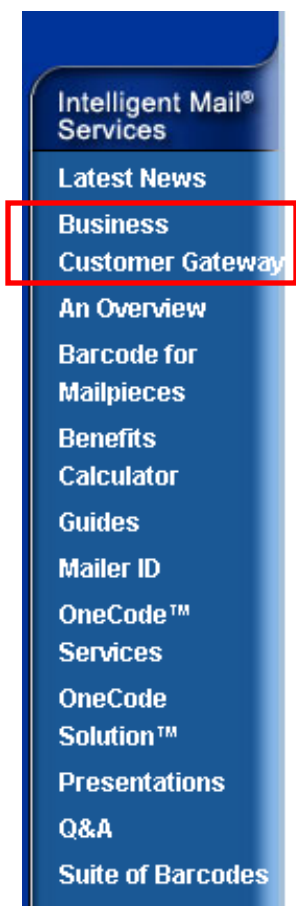 Intelligent Mail®
Services
Latest News
Business
Customer Gateway
An Overview
Barcode for
Mailpieces
Benefits
Calculator
Guides
Mailer ID
OneCode™
Services
OneCode
Solution™
Presentations
Q&A
Suite of Barcodes